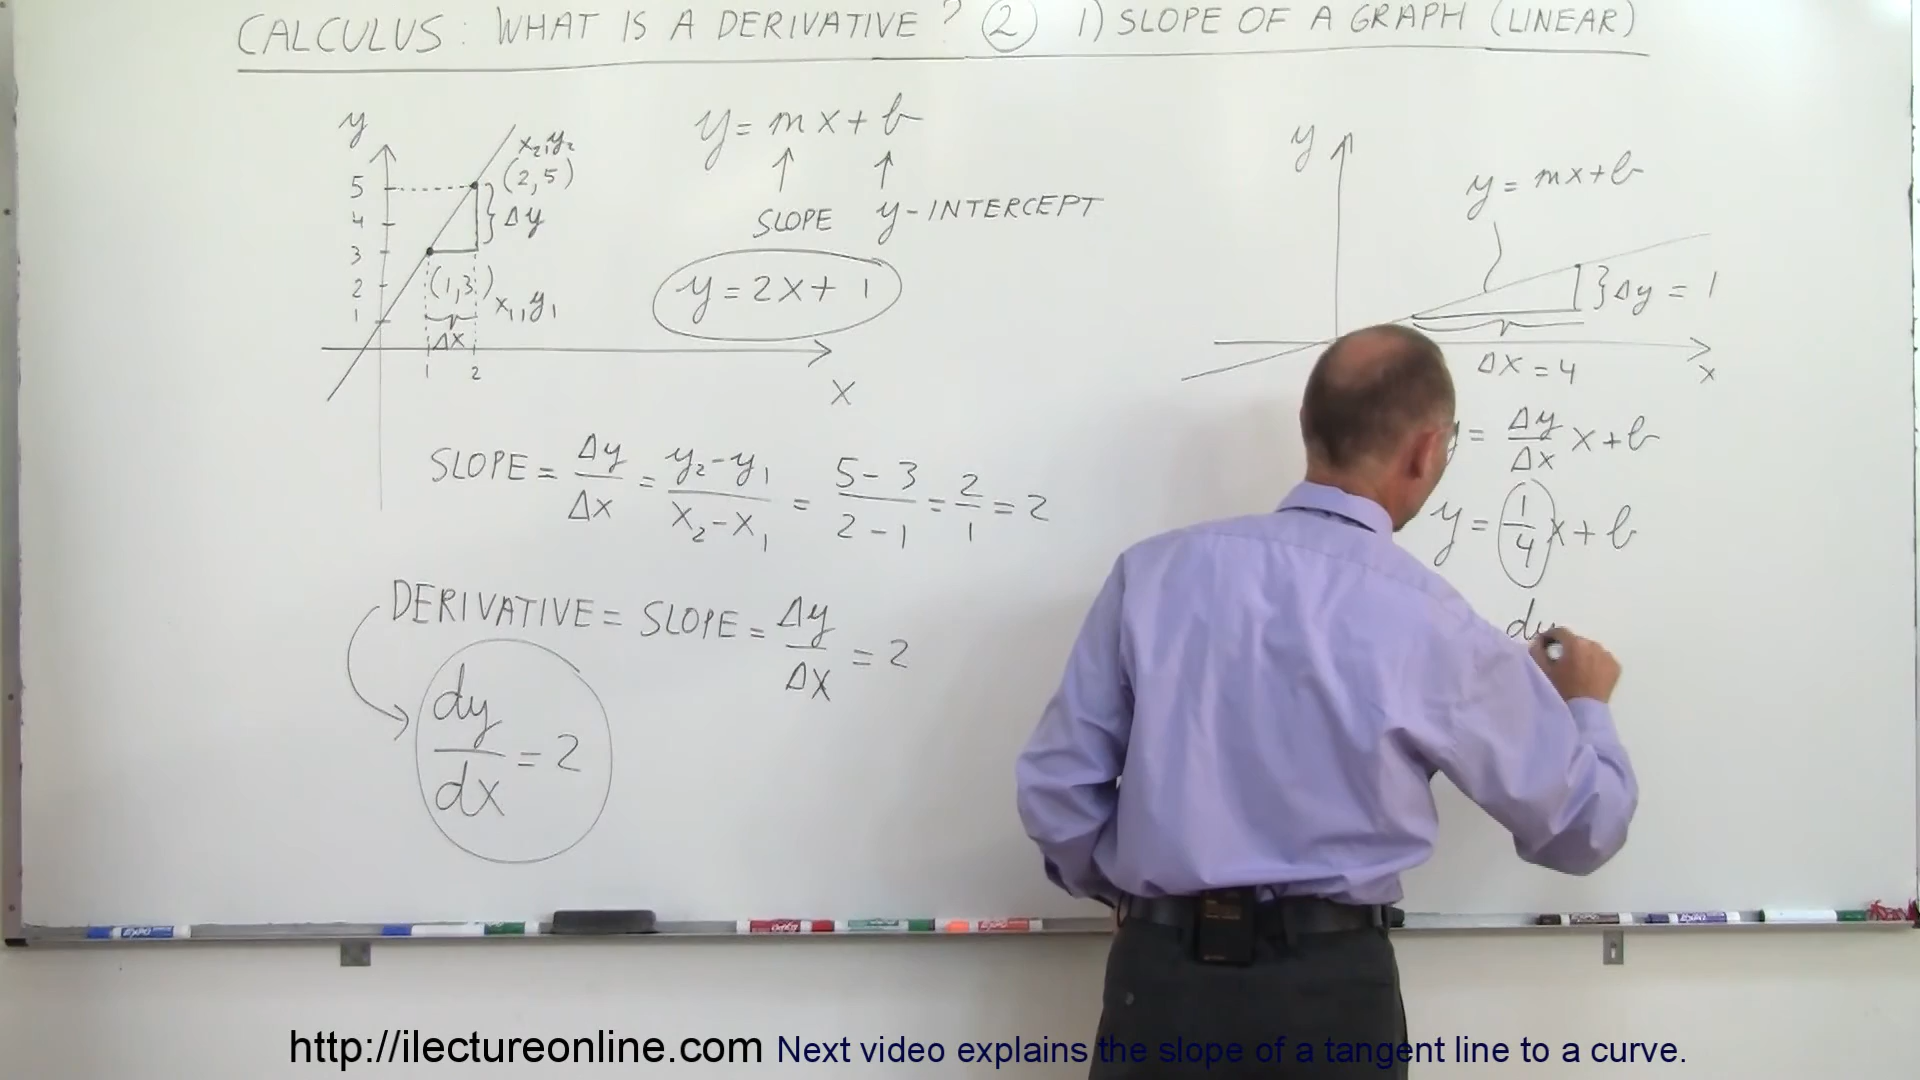 CALCULUS: WHAT IS A DERIVATIVE? ② 1) SLOPE OF A GRAPH (LINEAR)
y
5
4
3
2
1
x₂,y₂
(2,5)
} Δy
(1,3)
x₁,y₁
Δx
1 2
x
y = mx + b
↑ ↑
SLOPE y-INTERCEPT
y = 2x + 1
SLOPE = Δy/Δx = (y₂-y₁)/(x₂-x₁) = (5-3)/(2-1) = 2/1 = 2
DERIVATIVE = SLOPE = Δy/Δx = 2
dy/dx = 2
y
y = mx + b
} Δy = 1
Δx = 4
x
= Δy/Δx x + b
y = 1/4 x + b
dy
http://ilectureonline.com Next video explains the slope of a tangent line to a curve.